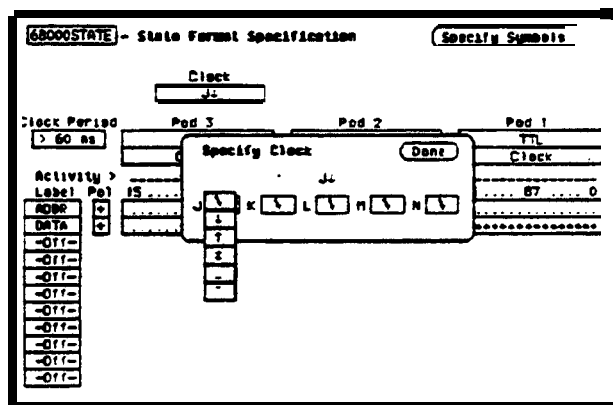 68000STATE - State Format Specification Specify Symbols
Clock
J↓
Clock Period Pod 3 Pod 2 Pod 1
> 60 ns TTL
Clock
Specify Clock Done
J↓
Activity >
Label Pol 15 .... .... 87 .... 0
J K L M N
ADDR +
DATA +
-Off-
-Off-
-Off-
-Off-
-Off-
-Off-
-Off-
-Off-
-Off-